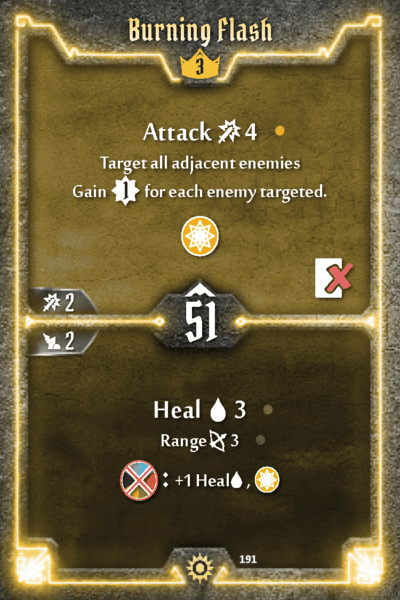 Burning Flash
3
Attack 4
Target all adjacent enemies
Gain 1 for each enemy targeted.
2
51
2
Heal 3
Range 3
: +1 Heal ,
191